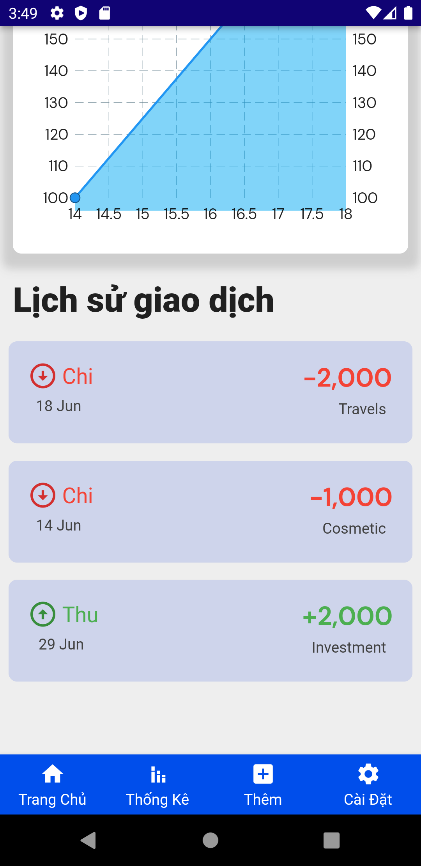 3:49
150 150
140 140
130 130
120 120
110 110
100 100
14 14.5 15 15.5 16 16.5 17 17.5 18
Lịch sử giao dịch
Chi -2,000
18 Jun Travels
Chi -1,000
14 Jun Cosmetic
Thu +2,000
29 Jun Investment
Trang Chủ Thống Kê Thêm Cài Đặt